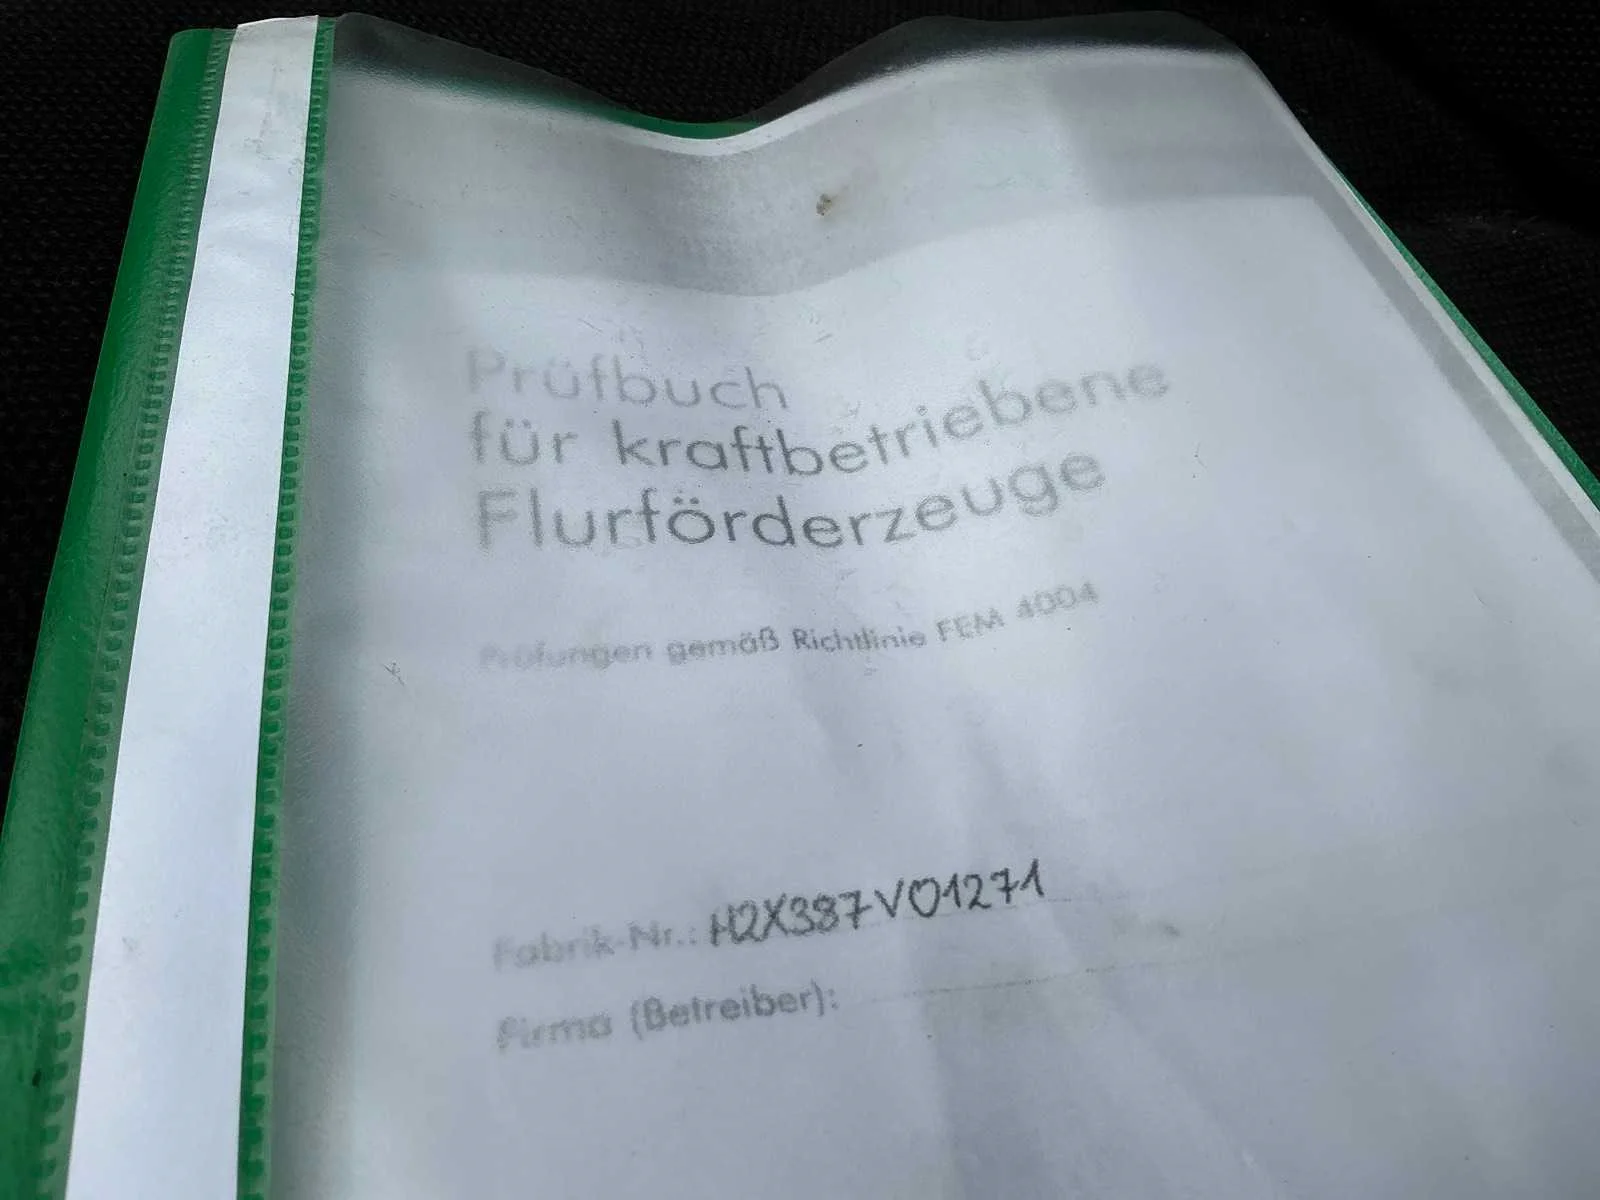 Prüfbuch
für kraftbetriebene
Flurförderzeuge
Prüfungen gemäß Richtlinie FEM 4004
Fabrik-Nr.: H2X387V01271
Firma (Betreiber):